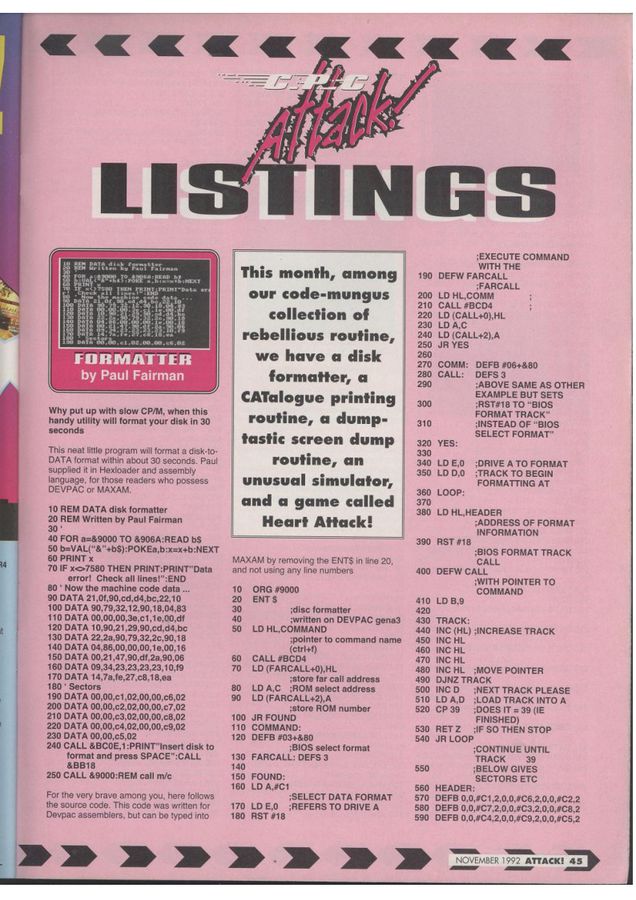 CPC
Attack!
LISTINGS
10 REM DATA disk formatter
20 REM Written by Paul Fairman
30 '
40 FOR a=&9000 TO &906A:READ b$
FORMATTER
by Paul Fairman
Why put up with slow CP/M, when this
handy utility will format your disk in 30
seconds
This neat little program will format a disk-to-
DATA format within about 30 seconds. Paul
supplied it in Hexloader and assembly
language, for those readers who possess
DEVPAC or MAXAM.
10 REM DATA disk formatter
20 REM Written by Paul Fairman
30 '
40 FOR a=&9000 TO &906A:READ b$
50 b=VAL("&"+b$):POKEa,b:x=x+b:NEXT
60 PRINT x
70 IF x<>7580 THEN PRINT:PRINT"Data
error! Check all lines!":END
80 ' Now the machine code data ...
90 DATA 21,0f,90,cd,d4,bc,22,10
100 DATA 90,79,32,12,90,18,04,83
110 DATA 00,00,00,3e,c1,1e,00,df
120 DATA 10,90,21,29,90,cd,d4,bc
130 DATA 22,2a,90,79,32,2c,90,18
140 DATA 04,86,00,00,00,1e,00,16
150 DATA 00,21,47,90,df,2a,90,06
160 DATA 09,34,23,23,23,23,10,f9
170 DATA 14,7a,fe,27,c8,18,ea
180 ' Sectors
190 DATA 00,00,c1,02,00,00,c6,02
200 DATA 00,00,c2,02,00,00,c7,02
210 DATA 00,00,c3,02,00,00,c8,02
220 DATA 00,00,c4,02,00,00,c9,02
230 DATA 00,00,c5,02
240 CALL &BC0E,1:PRINT"Insert disk to
format and press SPACE":CALL
&BB18
250 CALL &9000:REM call m/c
For the very brave among you, here follows
the source code. This code was written for
Devpac assemblers, but can be typed into
This month, among
our code-mungus
collection of
rebellious routine,
we have a disk
formatter, a
CATalogue printing
routine, a dump-
tastic screen dump
routine, an
unusual simulator,
and a game called
Heart Attack!
MAXAM by removing the ENT$ in line 20,
and not using any line numbers
10 ORG #9000
20 ENT $
30 ;disc formatter
40 ;written on DEVPAC gena3
50 LD HL,COMMAND
;pointer to command name
(ctrl+f)
60 CALL #BCD4
70 LD (FARCALL+0),HL
;store far call address
80 LD A,C ;ROM select address
90 LD (FARCALL+2),A
;store ROM number
100 JR FOUND
110 COMMAND:
120 DEFB #03+&80
;BIOS select format
130 FARCALL: DEFS 3
140
150 FOUND:
160 LD A,#C1
;SELECT DATA FORMAT
170 LD E,0 ;REFERS TO DRIVE A
180 RST #18
;EXECUTE COMMAND
WITH THE
190 DEFW FARCALL
;FARCALL
200 LD HL,COMM ;
210 CALL #BCD4 ;
220 LD (CALL+0),HL
230 LD A,C
240 LD (CALL+2),A
250 JR YES
260
270 COMM: DEFB #06+&80
280 CALL: DEFS 3
290 ;ABOVE SAME AS OTHER
EXAMPLE BUT SETS
300 ;RST#18 TO "BIOS
FORMAT TRACK"
310 ;INSTEAD OF "BIOS
SELECT FORMAT"
320 YES:
330
340 LD E,0 ;DRIVE A TO FORMAT
350 LD D,0 ;TRACK TO BEGIN
FORMATTING AT
360 LOOP:
370
380 LD HL,HEADER
;ADDRESS OF FORMAT
INFORMATION
390 RST #18
;BIOS FORMAT TRACK
CALL
400 DEFW CALL
;WITH POINTER TO
COMMAND
410 LD B,9
420
430 TRACK:
440 INC (HL) ;INCREASE TRACK
450 INC HL
460 INC HL
470 INC HL
480 INC HL ;MOVE POINTER
490 DJNZ TRACK
500 INC D ;NEXT TRACK PLEASE
510 LD A,D ;LOAD TRACK INTO A
520 CP 39 ;DOES IT = 39 (IE
FINISHED)
530 RET Z ;IF SO THEN STOP
540 JR LOOP
;CONTINUE UNTIL
TRACK 39
550 ;BELOW GIVES
SECTORS ETC
560 HEADER:
570 DEFB 0,0,#C1,2,0,0,#C6,2,0,0,#C2,2
580 DEFB 0,0,#C7,2,0,0,#C3,2,0,0,#C8,2
590 DEFB 0,0,#C4,2,0,0,#C9,2,0,0,#C5,2
NOVEMBER 1992 ATTACK! 45